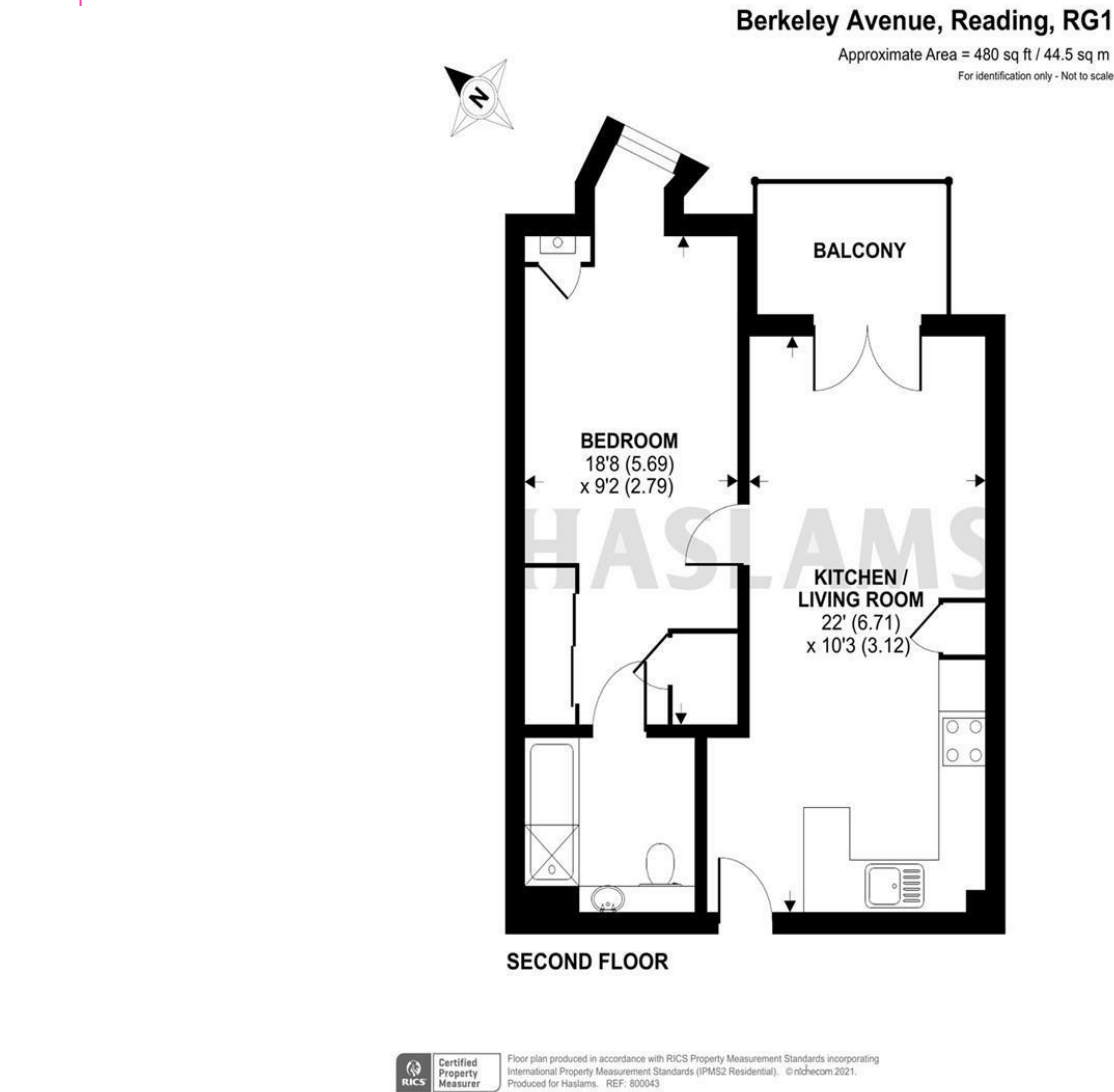 Berkeley Avenue, Reading, RG1
Approximate Area = 480 sq ft / 44.5 sq m
For identification only - Not to scale
N
BALCONY
BEDROOM
18'8 (5.69)
x 9'2 (2.79)
HASLAMS
KITCHEN /
LIVING ROOM
22' (6.71)
x 10'3 (3.12)
SECOND FLOOR
RICS
Certified
Property
Measurer
Floor plan produced in accordance with RICS Property Measurement Standards incorporating
International Property Measurement Standards (IPMS2 Residential). © nichecom 2021.
Produced for Haslams. REF: 800043